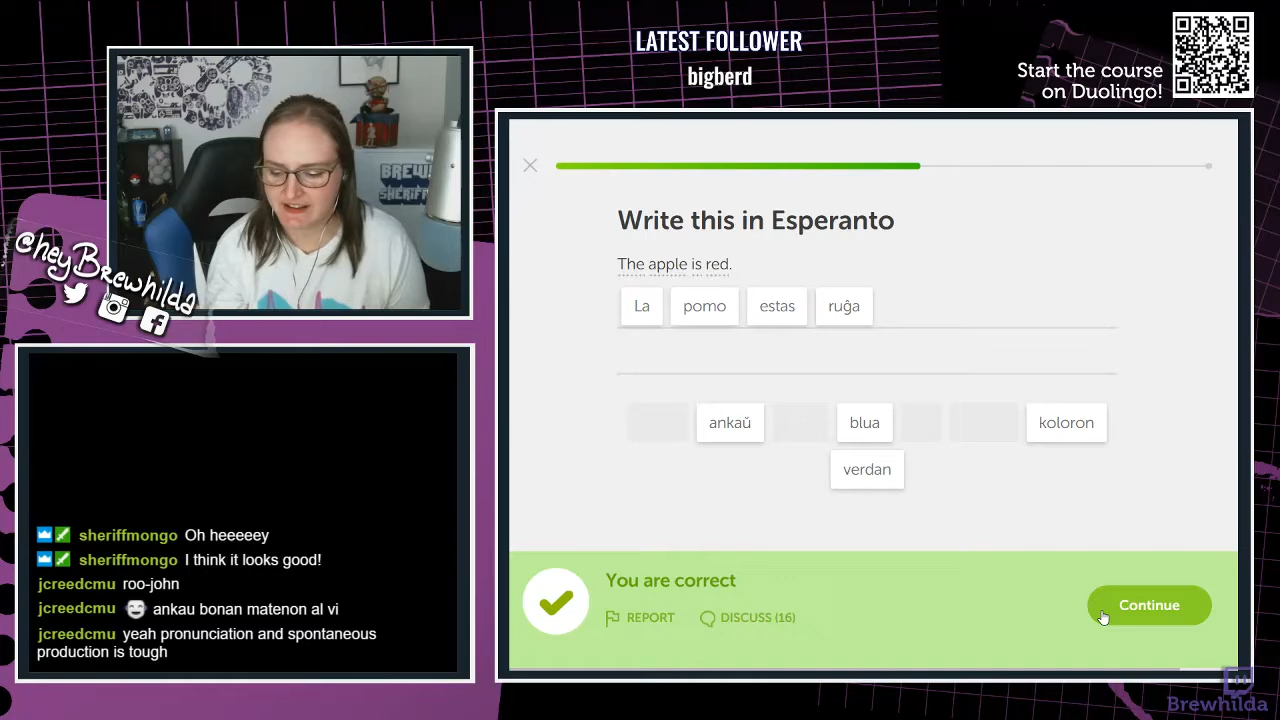 LATEST FOLLOWER
bigberd
Start the course
on Duolingo!
BREW!
@heyBrewhilda
Write this in Esperanto
The apple is red.
La pomo estas ruĝa
ankaŭ blua koloron
verdan
sheriffmongo Oh heeeeey
sheriffmongo I think it looks good!
jcreedcmu roo-john
jcreedcmu ankau bonan matenon al vi
jcreedcmu yeah pronunciation and spontaneous
production is tough
You are correct
REPORT DISCUSS (16)
Continue
Brewhilda